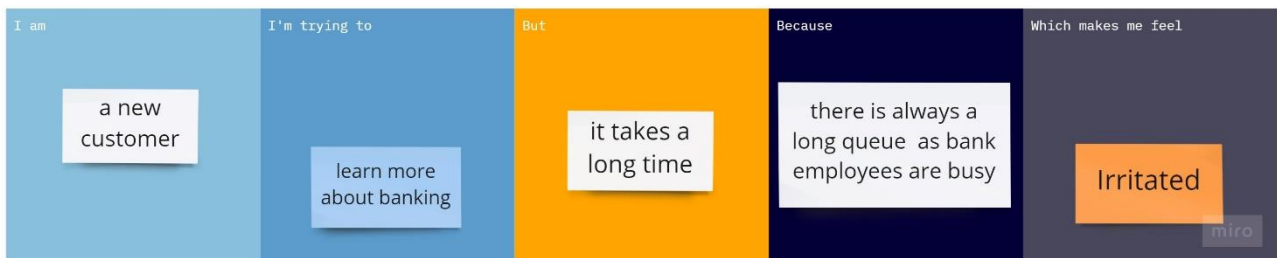 I am
a new
customer
I'm trying to
learn more
about banking
But
it takes a
long time
Because
there is always a
long queue as bank
employees are busy
Which makes me feel
Irritated
miro